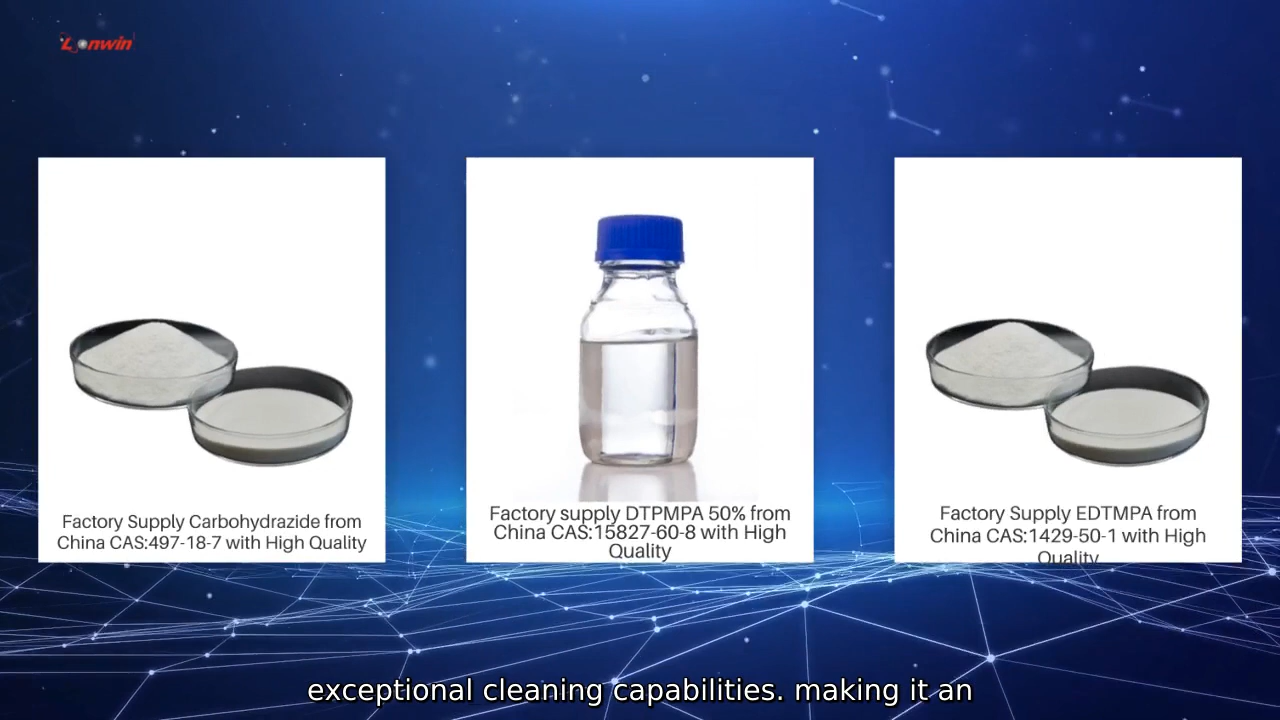 Lonwin
Factory Supply Carbohydrazide from
China CAS:497-18-7 with High Quality
Factory supply DTPMPA 50% from
China CAS:15827-60-8 with High
Quality
Factory Supply EDTMPA from
China CAS:1429-50-1 with High
Quality
exceptional cleaning capabilities. making it an